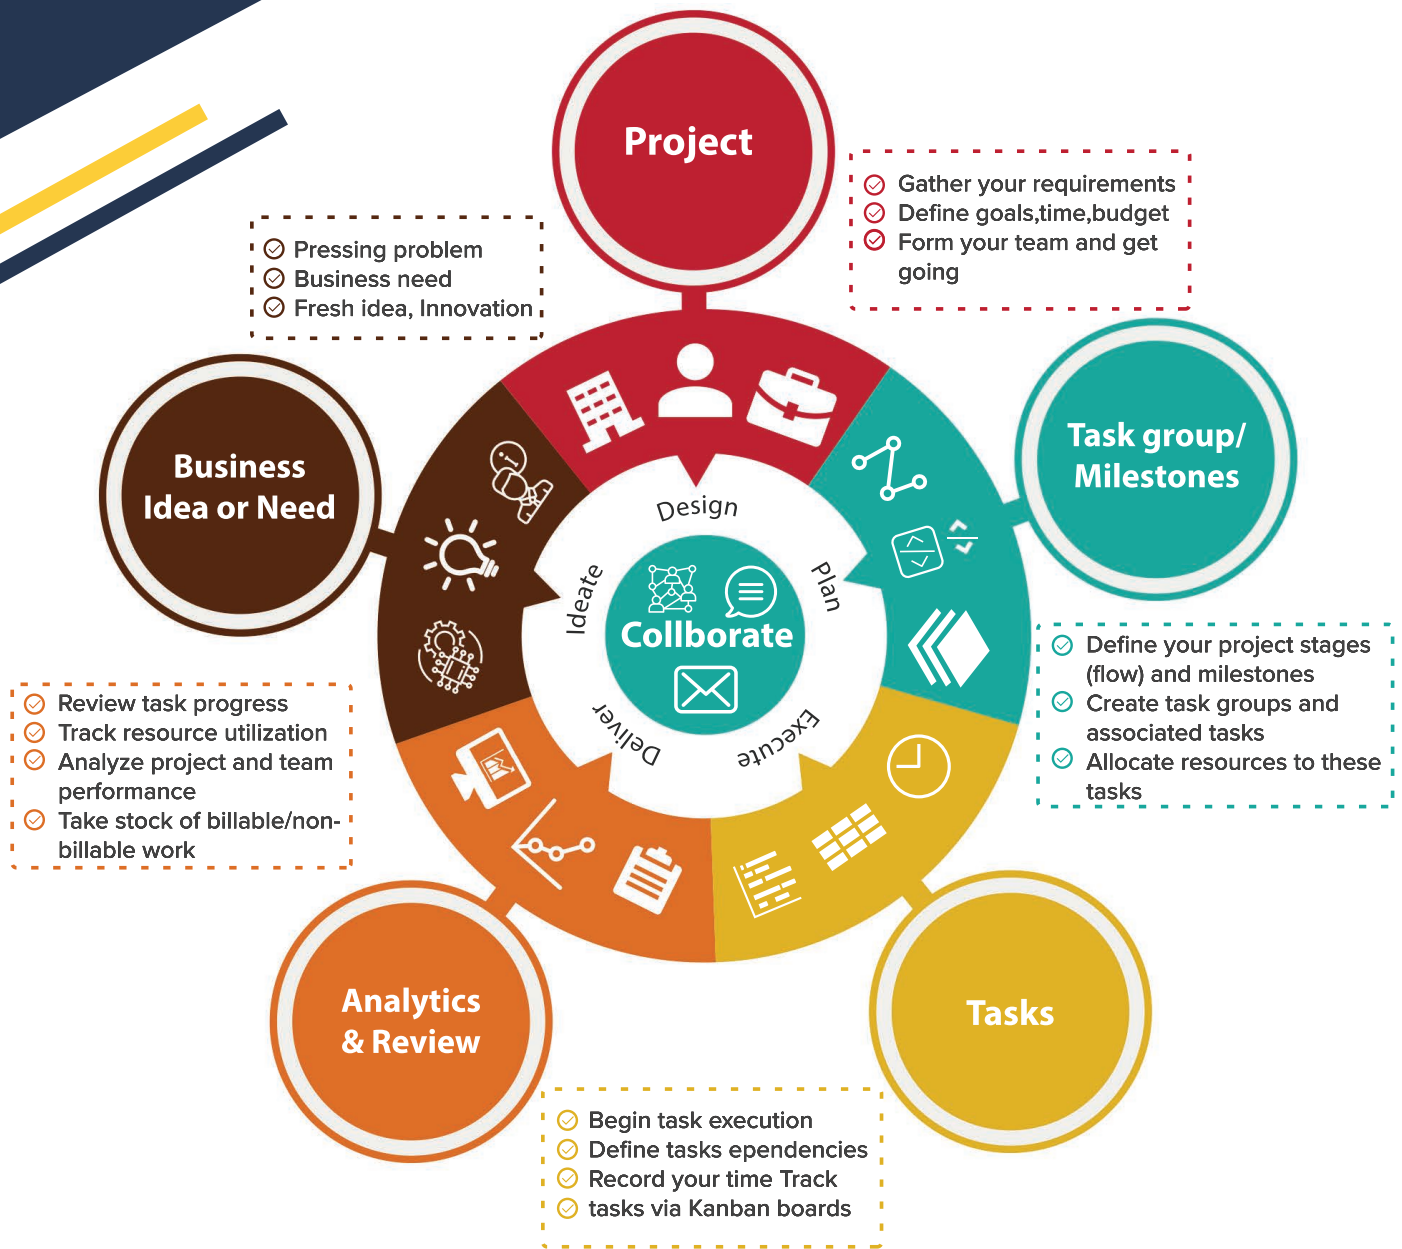 Project
Gather your requirements
Define goals,time,budget
Form your team and get
going
Pressing problem
Business need
Fresh idea, Innovation
Business
Idea or Need
Task group/
Milestones
Design
Plan
Ideate
Collborate
Execute
Deliver
Define your project stages
(flow) and milestones
Create task groups and
associated tasks
Allocate resources to these
tasks
Review task progress
Track resource utilization
Analyze project and team
performance
Take stock of billable/non-
billable work
Analytics
& Review
Tasks
Begin task execution
Define tasks ependencies
Record your time Track
tasks via Kanban boards